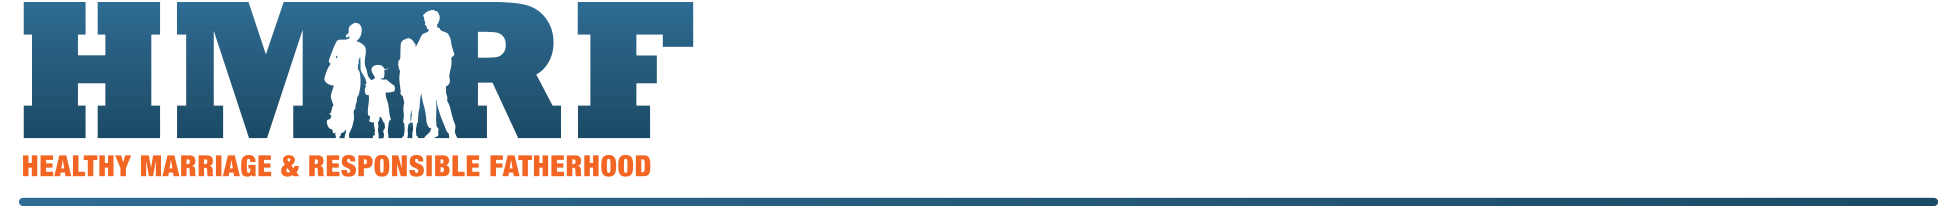 HMRF
HEALTHY MARRIAGE & RESPONSIBLE FATHERHOOD